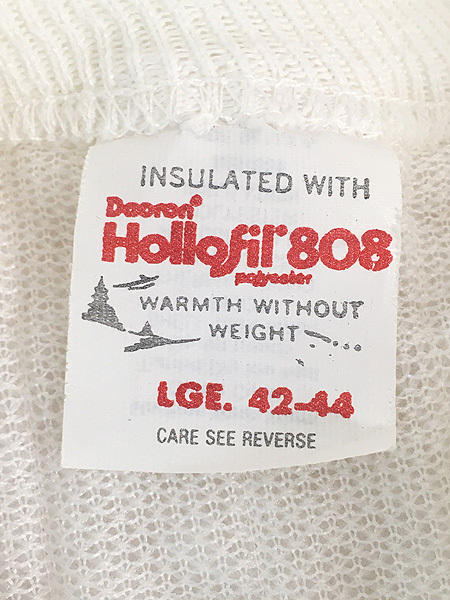 INSULATED WITH
Dacron®
Hollofil® 808
polyester
WARMTH WITHOUT
WEIGHT
LGE. 42-44
CARE SEE REVERSE